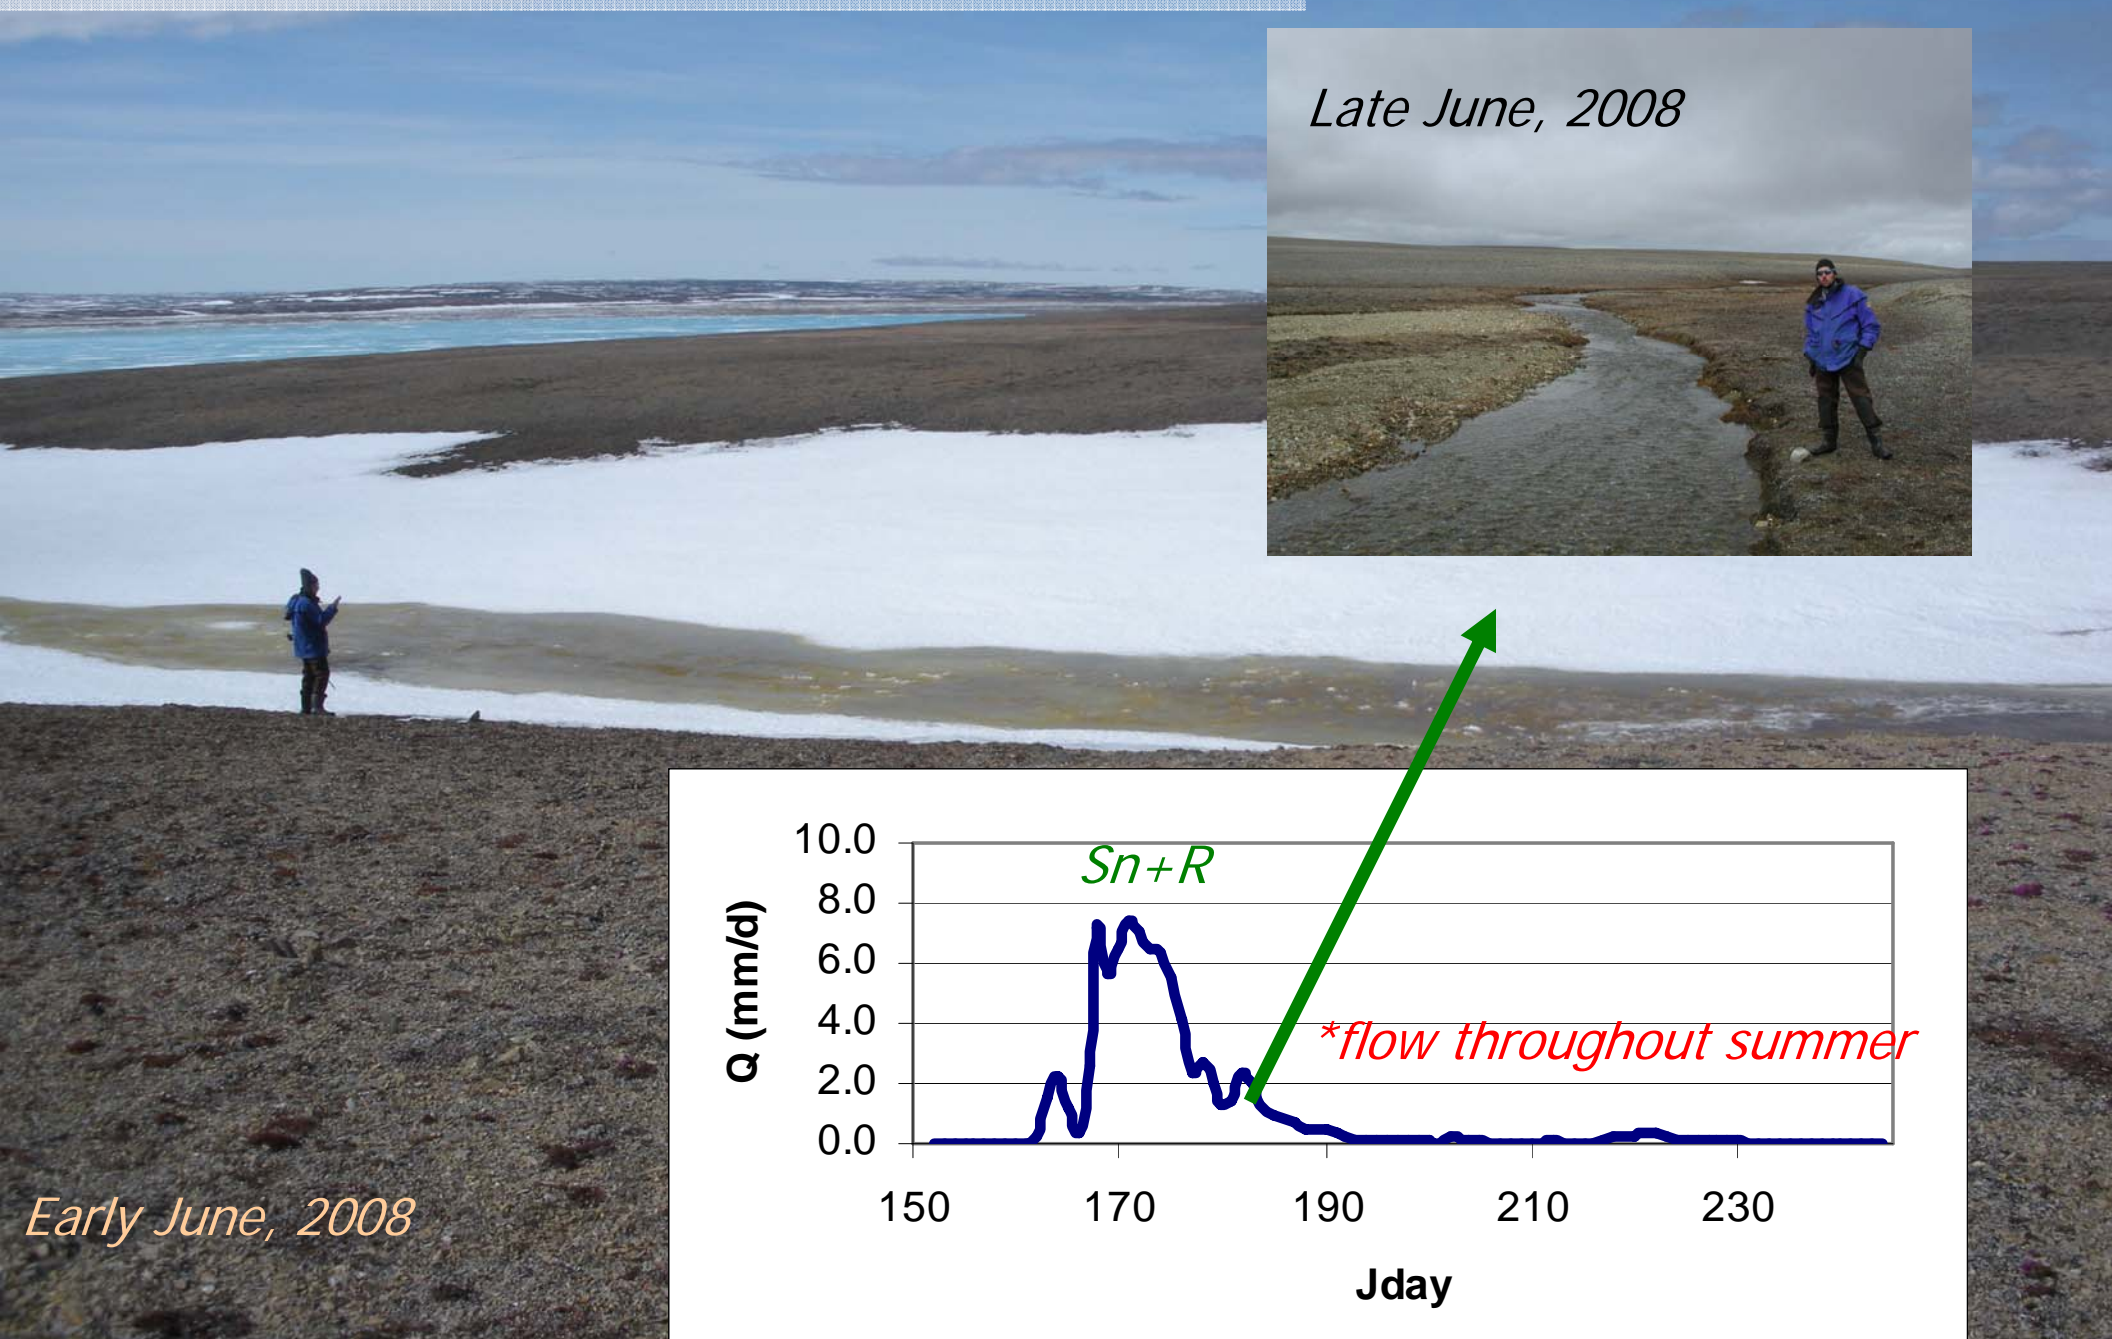 Late June, 2008
10.0
8.0
6.0
4.0
2.0
0.0
Q (mm/d)
Sn+R
*flow throughout summer
150 170 190 210 230
Jday
Early June, 2008